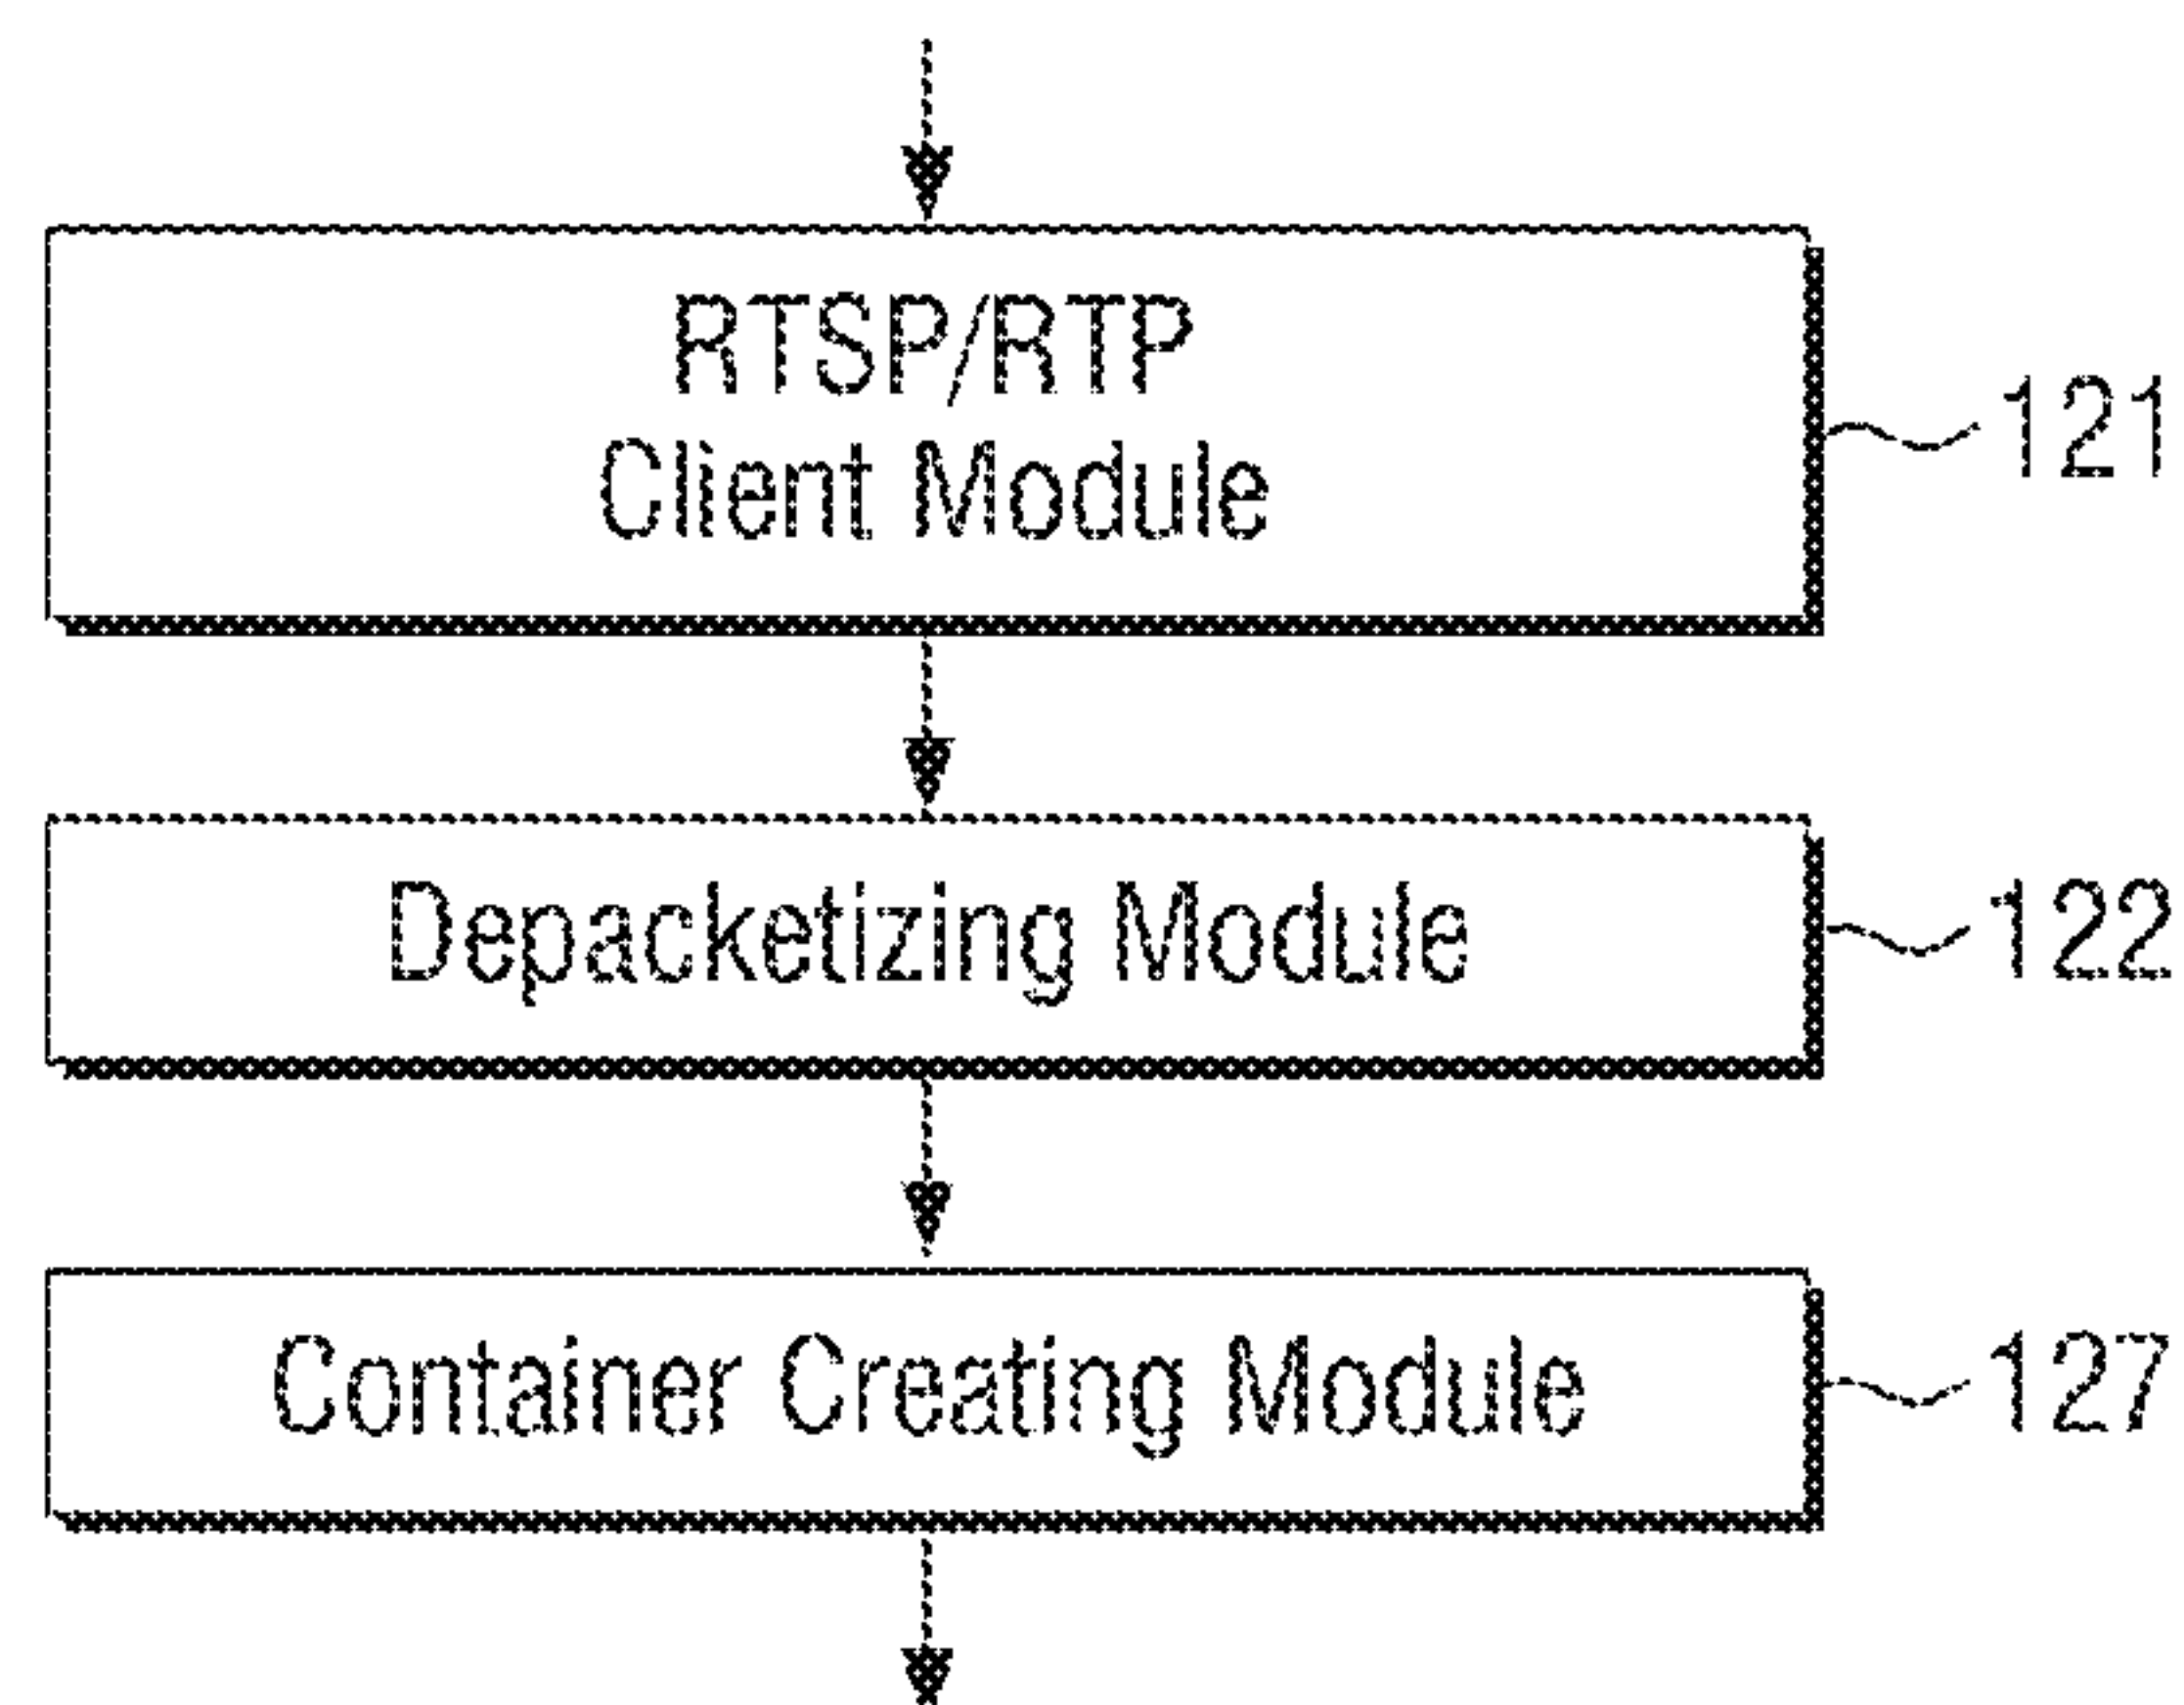 RTSP/RTP
Client Module
121
Depacketizing Module
122
Container Creating Module
127